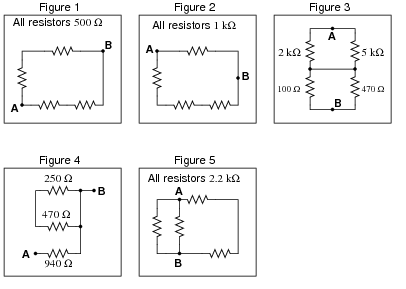 Figure 1
All resistors 500 Ω
B
A
Figure 2
All resistors 1 kΩ
A
B
Figure 3
A
2 kΩ
5 kΩ
100 Ω
470 Ω
B
Figure 4
250 Ω
B
470 Ω
A
940 Ω
Figure 5
All resistors 2.2 kΩ
A
B